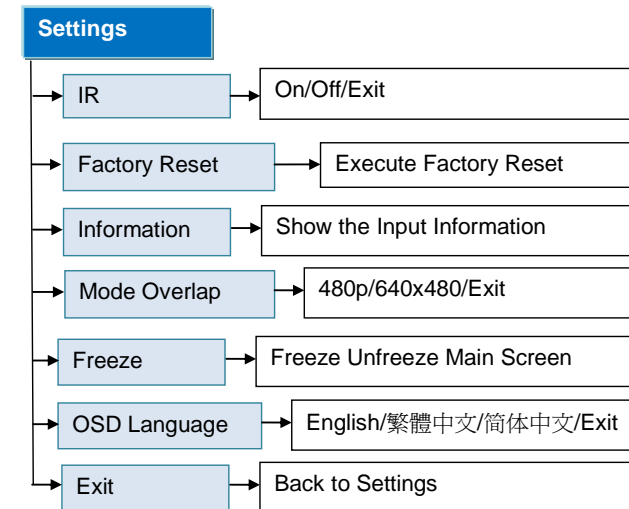 Settings
IR
On/Off/Exit
Factory Reset
Execute Factory Reset
Information
Show the Input Information
Mode Overlap
480p/640x480/Exit
Freeze
Freeze Unfreeze Main Screen
OSD Language
English/繁體中文/简体中文/Exit
Exit
Back to Settings